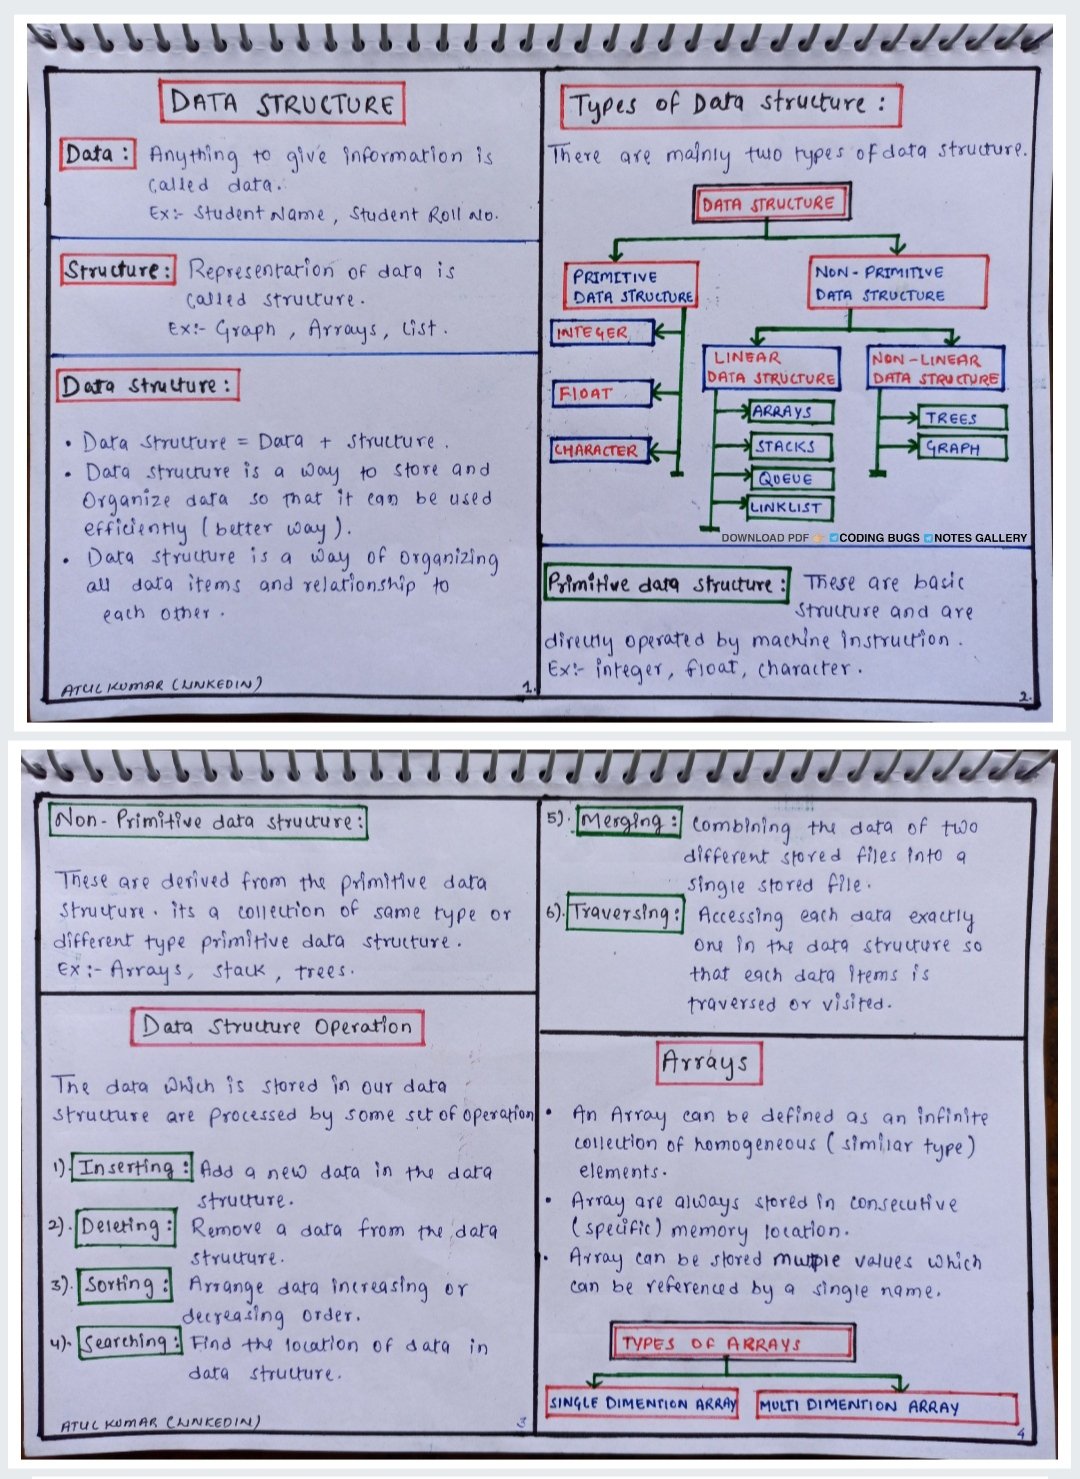 DATA STRUCTURE
Data : Anything to give information is
called data.
Ex:- Student Name, Student Roll No.
Structure : Representation of data is
called structure.
Ex:- Graph, Arrays, List.
Data structure :
• Data structure = Data + structure.
• Data structure is a way to store and
Organize data so that it can be used
efficiently (better way).
• Data structure is a way of organizing
all data items and relationship to
each other.
ATUL KUMAR (LINKEDIN)
1.
Types of Data structure :
There are mainly two types of data structure.
DATA STRUCTURE
PRIMITIVE
DATA STRUCTURE
NON-PRIMITIVE
DATA STRUCTURE
INTEGER
FLOAT
CHARACTER
LINEAR
DATA STRUCTURE
NON-LINEAR
DATA STRUCTURE
ARRAYS
STACKS
QUEUE
LINKLIST
TREES
GRAPH
DOWNLOAD PDF CODING BUGS NOTES GALLERY
Primitive data structure : These are basic
structure and are
directly operated by machine instruction.
Ex:- integer, float, character.
2.
Non-Primitive data structure :
These are derived from the primitive data
structure. its a collection of same type or
different type primitive data structure.
Ex:- Arrays, stack, trees.
Data Structure Operation
The data which is stored in our data
structure are processed by some set of operation
1). Inserting : Add a new data in the data
structure.
2). Deleting : Remove a data from the data
structure.
3). Sorting : Arrange data increasing or
decreasing order.
4). Searching : Find the location of data in
data structure.
ATUL KUMAR (LINKEDIN)
3
5). Merging : Combining the data of two
different stored files into a
single stored file.
6). Traversing : Accessing each data exactly
one in the data structure so
that each data items is
traversed or visited.
Arrays
• An Array can be defined as an infinite
collection of homogeneous (similar type)
elements.
• Array are always stored in consecutive
(specific) memory location.
• Array can be stored multiple values which
can be referenced by a single name.
TYPES OF ARRAYS
SINGLE DIMENTION ARRAY
MULTI DIMENTION ARRAY
4